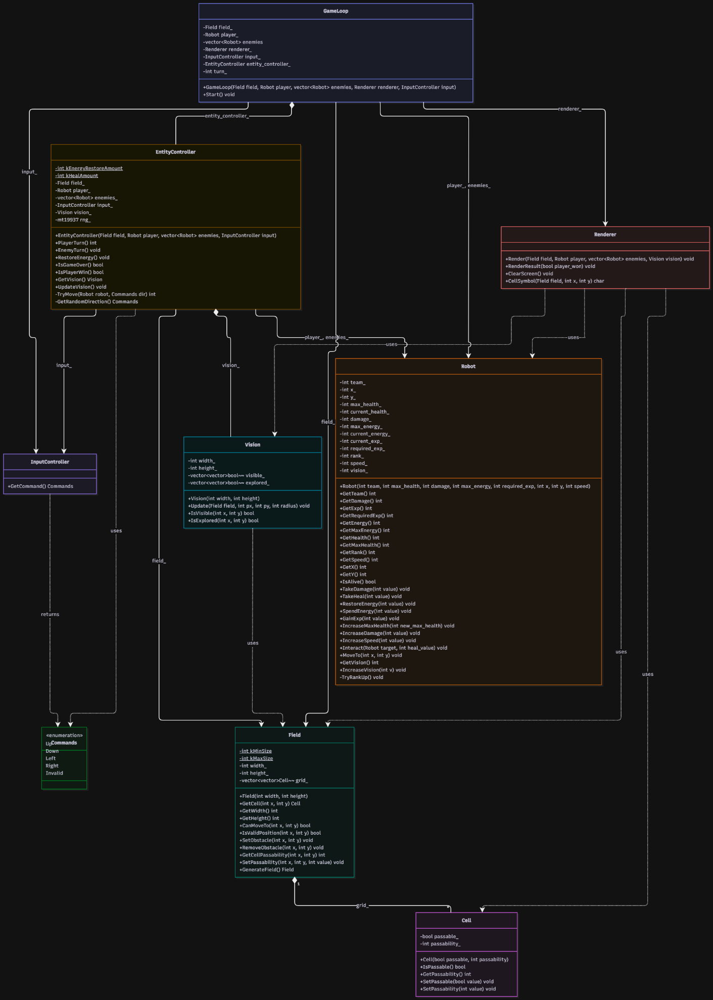 GameLoop
-Field field_
-Robot player_
-vector<Robot> enemies
-Renderer renderer_
-InputController input_
-EntityController entity_controller_
-int turn_
+GameLoop(Field field, Robot player, vector<Robot> enemies, Renderer renderer, InputController input)
+Start() void
renderer_
entity_controller_
input_
player_, enemies_
EntityController
-int kEnergyRestoreAmount
-int kHealAmount
-Field field_
-Robot player_
-vector<Robot> enemies_
-InputController input_
-Vision vision_
-mt19937 rng_
+EntityController(Field field, Robot player, vector<Robot> enemies, InputController input)
+PlayerTurn() int
+EnemyTurn() void
+RestoreEnergy() void
+IsGameOver() bool
+IsPlayerWin() bool
+GetVision() Vision
+UpdateVision() void
-TryMove(Robot robot, Commands dir) int
-GetRandomDirection() Commands
Renderer
+Render(Field field, Robot player, vector<Robot> enemies, Vision vision) void
+RenderResult(bool player_won) void
+ClearScreen() void
+CellSymbol(Field field, int x, int y) char
player_, enemies_
uses
uses
input_
vision_
field_
Robot
-int team_
-int x_
-int y_
-int max_health_
-int current_health_
-int damage_
-int max_energy_
-int current_energy_
-int current_exp_
-int required_exp_
-int rank_
-int speed_
-int vision_
+Robot(int team, int max_health, int damage, int max_energy, int required_exp, int x, int y, int speed)
+GetTeam() int
+GetDamage() int
+GetExp() int
+GetRequiredExp() int
+GetEnergy() int
+GetMaxEnergy() int
+GetHealth() int
+GetMaxHealth() int
+GetRank() int
+GetSpeed() int
+GetX() int
+GetY() int
+IsAlive() bool
+TakeDamage(int value) void
+TakeHeal(int value) void
+RestoreEnergy(int value) void
+SpendEnergy(int value) void
+GainExp(int value) void
+IncreaseMaxHealth(int new_max_health) void
+IncreaseDamage(int value) void
+IncreaseSpeed(int value) void
+Interact(Robot target, int heal_value) void
+MoveTo(int x, int y) void
+GetVision() int
+IncreaseVision(int v) void
-TryRankUp() void
Vision
-int width_
-int height_
-vector<vector>bool~~ visible_
-vector<vector>bool~~ explored_
+Vision(int width, int height)
+Update(Field field, int px, int py, int radius) void
+IsVisible(int x, int y) bool
+IsExplored(int x, int y) bool
InputController
+GetCommand() Commands
uses
field_
returns
uses
uses
uses
«enumeration»
Commands
Up
Down
Left
Right
Invalid
Field
-int kMinSize
-int kMaxSize
-int width_
-int height_
-vector<vector>Cell~~ grid_
+Field(int width, int height)
+GetCell(int x, int y) Cell
+GetWidth() int
+GetHeight() int
+CanMoveTo(int x, int y) bool
+IsValidPosition(int x, int y) bool
+SetObstacle(int x, int y) void
+RemoveObstacle(int x, int y) void
+GetCellPassability(int x, int y) int
+SetPassability(int x, int y, int value) void
+GenerateField() Field
1
grid_
*
Cell
-bool passable_
-int passability_
+Cell(bool passable, int passability)
+IsPassable() bool
+GetPassability() int
+SetPassable(bool value) void
+SetPassability(int value) void